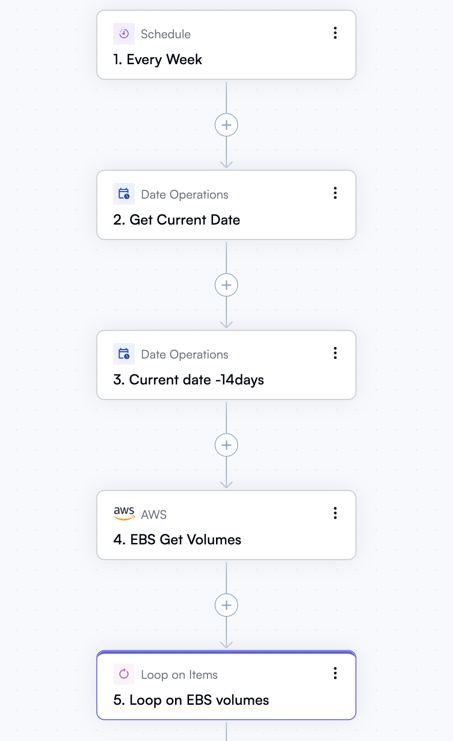 Schedule
1. Every Week
Date Operations
2. Get Current Date
Date Operations
3. Current date -14days
aws AWS
4. EBS Get Volumes
Loop on Items
5. Loop on EBS volumes